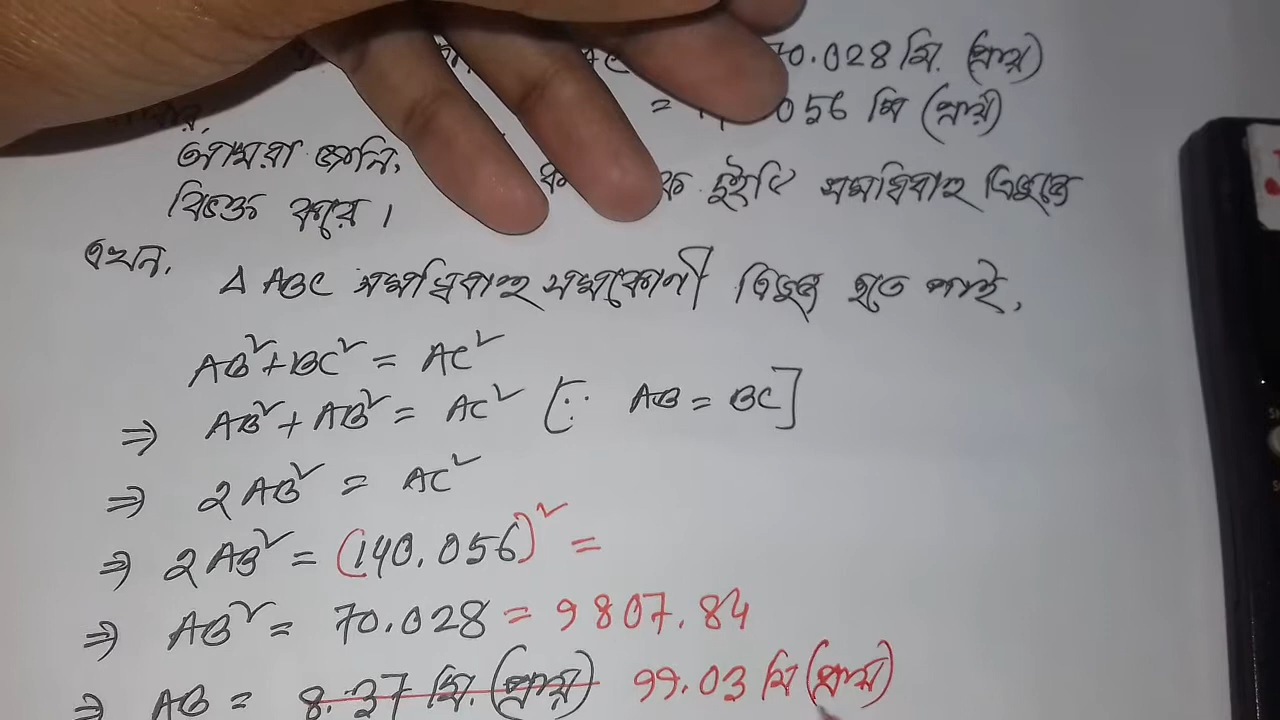 70.028 মি. (প্রায়)
= 056 মি (প্রায়)
আমরা জানি, দুইটি সমদ্বিবাহু ত্রিভুজে
বিভক্ত করে।
এখন, Δ ABC সমদ্বিবাহু সমকোণী ত্রিভুজ হতে পাই,
AB² + BC² = AC²
⇒ AB² + AB² = AC² [∵ AB = BC]
⇒ 2AB² = AC²
⇒ 2AB² = (140.056)² =
⇒ AB² = 70.028 = 9807.84
⇒ AB = 8.37 মি. (প্রায়) 99.03 মি (প্রায়)